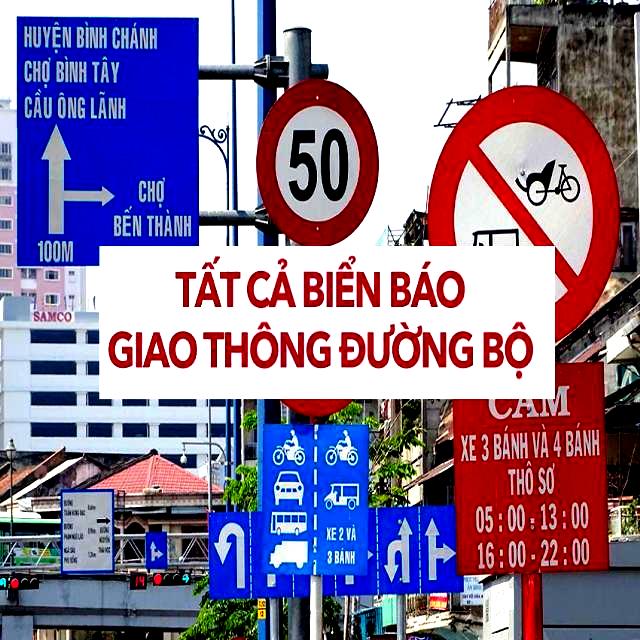 HUYỆN BÌNH CHÁNH
CHỢ BÌNH TÂY
CẦU ÔNG LÃNH
CHỢ
BẾN THÀNH
100M
50
TẤT CẢ BIỂN BÁO
GIAO THÔNG ĐƯỜNG BỘ
SAMCO
CẤM
XE 3 BÁNH VÀ 4 BÁNH
THÔ SƠ
05 : 00 - 13 : 00
16 : 00 - 22 : 00
XE 2 VÀ
3 BÁNH
14